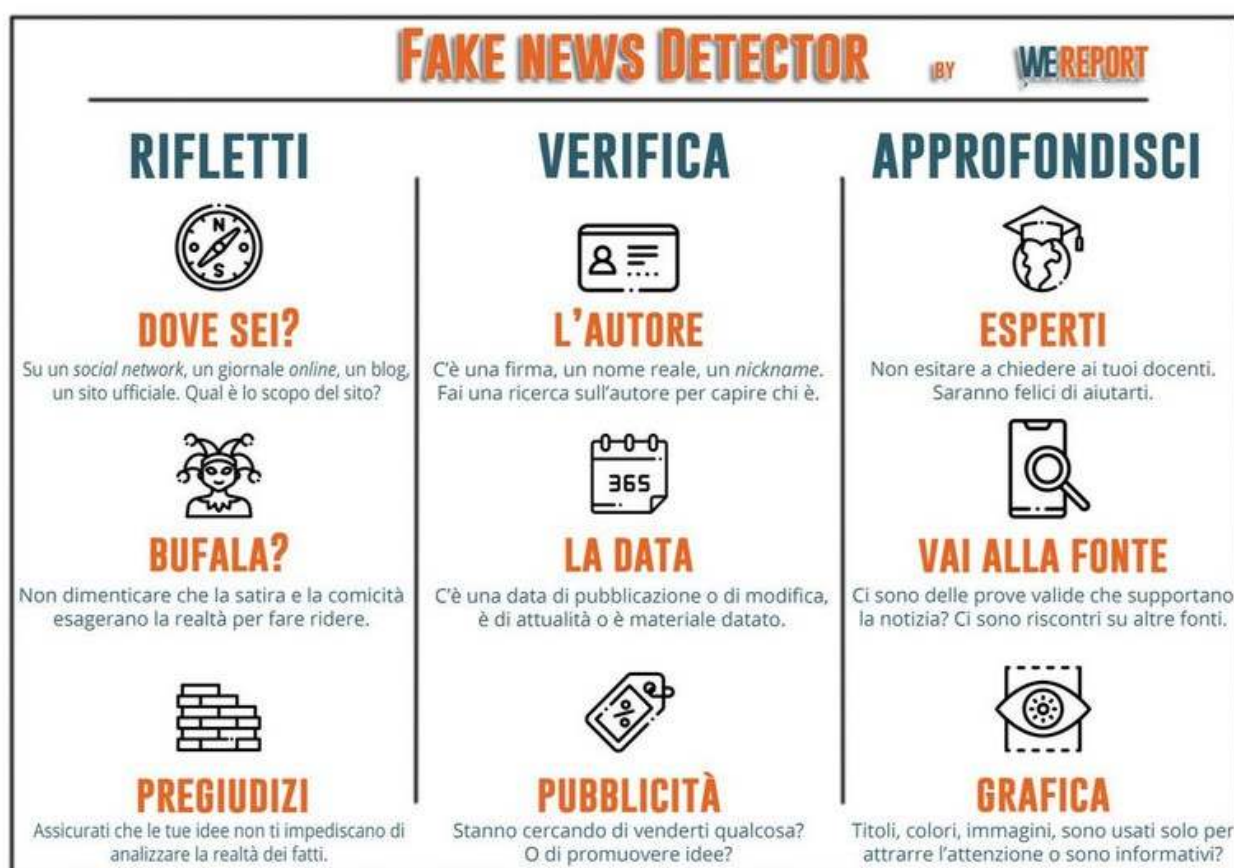 FAKE NEWS DETECTOR BY WEREPORT
RIFLETTI
DOVE SEI?
Su un social network, un giornale online, un blog,
un sito ufficiale. Qual è lo scopo del sito?
BUFALA?
Non dimenticare che la satira e la comicità
esagerano la realtà per fare ridere.
PREGIUDIZI
Assicurati che le tue idee non ti impediscano di
analizzare la realtà dei fatti.
VERIFICA
L'AUTORE
C'è una firma, un nome reale, un nickname.
Fai una ricerca sull'autore per capire chi è.
365
LA DATA
C'è una data di pubblicazione o di modifica,
è di attualità o è materiale datato.
%
PUBBLICITÀ
Stanno cercando di venderti qualcosa?
O di promuovere idee?
APPROFONDISCI
ESPERTI
Non esitare a chiedere ai tuoi docenti.
Saranno felici di aiutarti.
VAI ALLA FONTE
Ci sono delle prove valide che supportano
la notizia? Ci sono riscontri su altre fonti.
GRAFICA
Titoli, colori, immagini, sono usati solo per
attrarre l'attenzione o sono informativi?
N
S